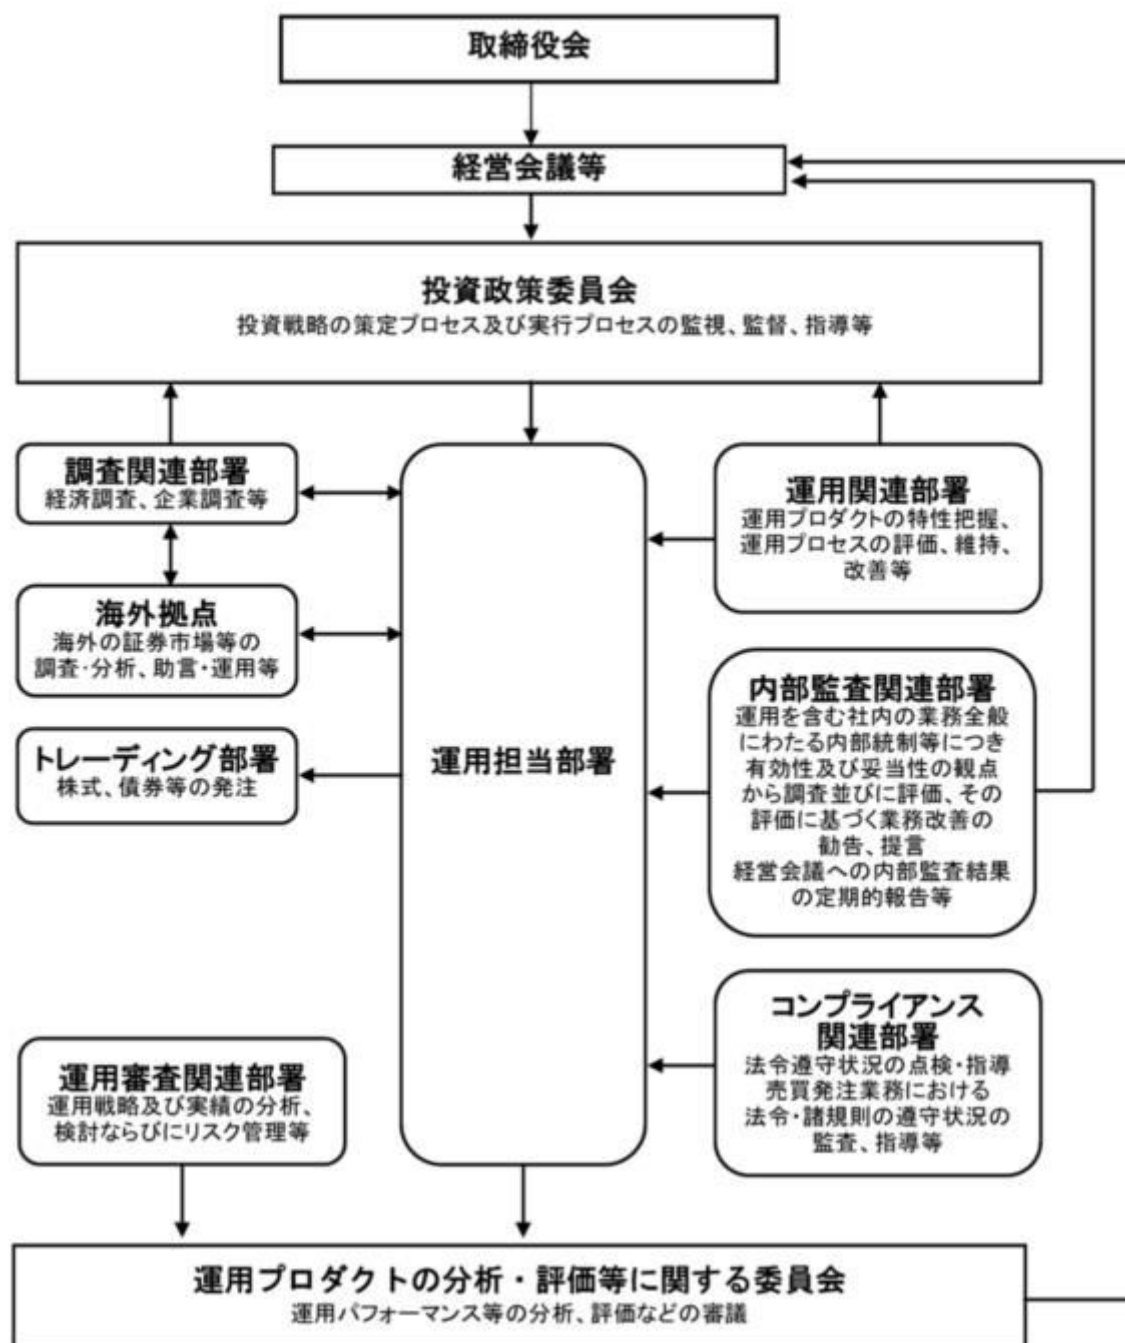 取締役会
経営会議等
投資政策委員会
投資戦略の策定プロセス及び実行プロセスの監視、監督、指導等
調査関連部署
経済調査、企業調査等
海外拠点
海外の証券市場等の
調査・分析、助言・運用等
トレーディング部署
株式、債券等の発注
運用担当部署
運用関連部署
運用プロダクトの特性把握、
運用プロセスの評価、維持、
改善等
内部監査関連部署
運用を含む社内の業務全般
にわたる内部統制等につき
有効性及び妥当性の観点
から調査並びに評価、その
評価に基づく業務改善の
勧告、提言
経営会議への内部監査結果
の定期的報告等
コンプライアンス
関連部署
法令遵守状況の点検・指導
売買発注業務における
法令・諸規則の遵守状況の
監査、指導等
運用審査関連部署
運用戦略及び実績の分析、
検討ならびにリスク管理等
運用プロダクトの分析・評価等に関する委員会
運用パフォーマンス等の分析、評価などの審議